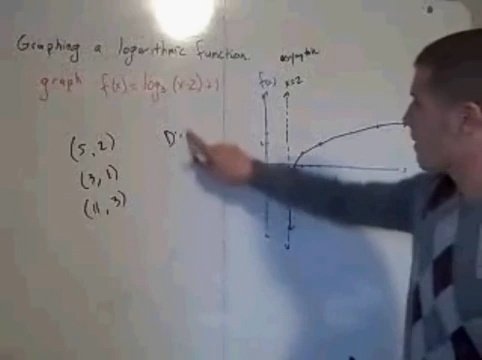 Graphing a logarithmic function.
asymptote
graph f(x) = log₃ (x-2)+1
f(x) x=2
(5, 2) D:
(3, 1)
(11, 3)